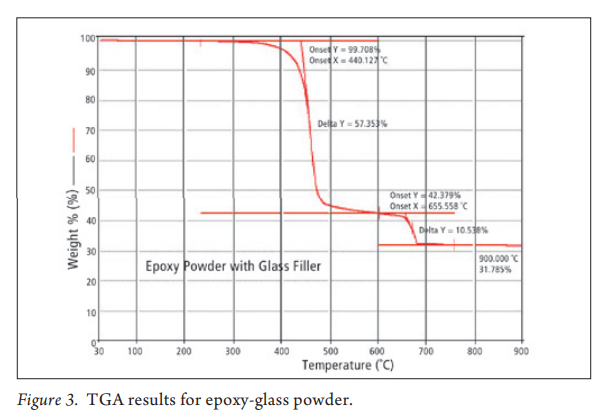 Onset Y = 99.708%
Onset X = 440.127 °C
Delta Y = 57.353%
Onset Y = 42.379%
Onset X = 655.558 °C
Delta Y = 10.538%
900.000 °C
31.785%
Epoxy Powder with Glass Filler
Weight % (%)
100
90
80
70
60
50
40
30
20
10
0
30 100 200 300 400 500 600 700 800 900
Temperature (°C)
Figure 3. TGA results for epoxy-glass powder.